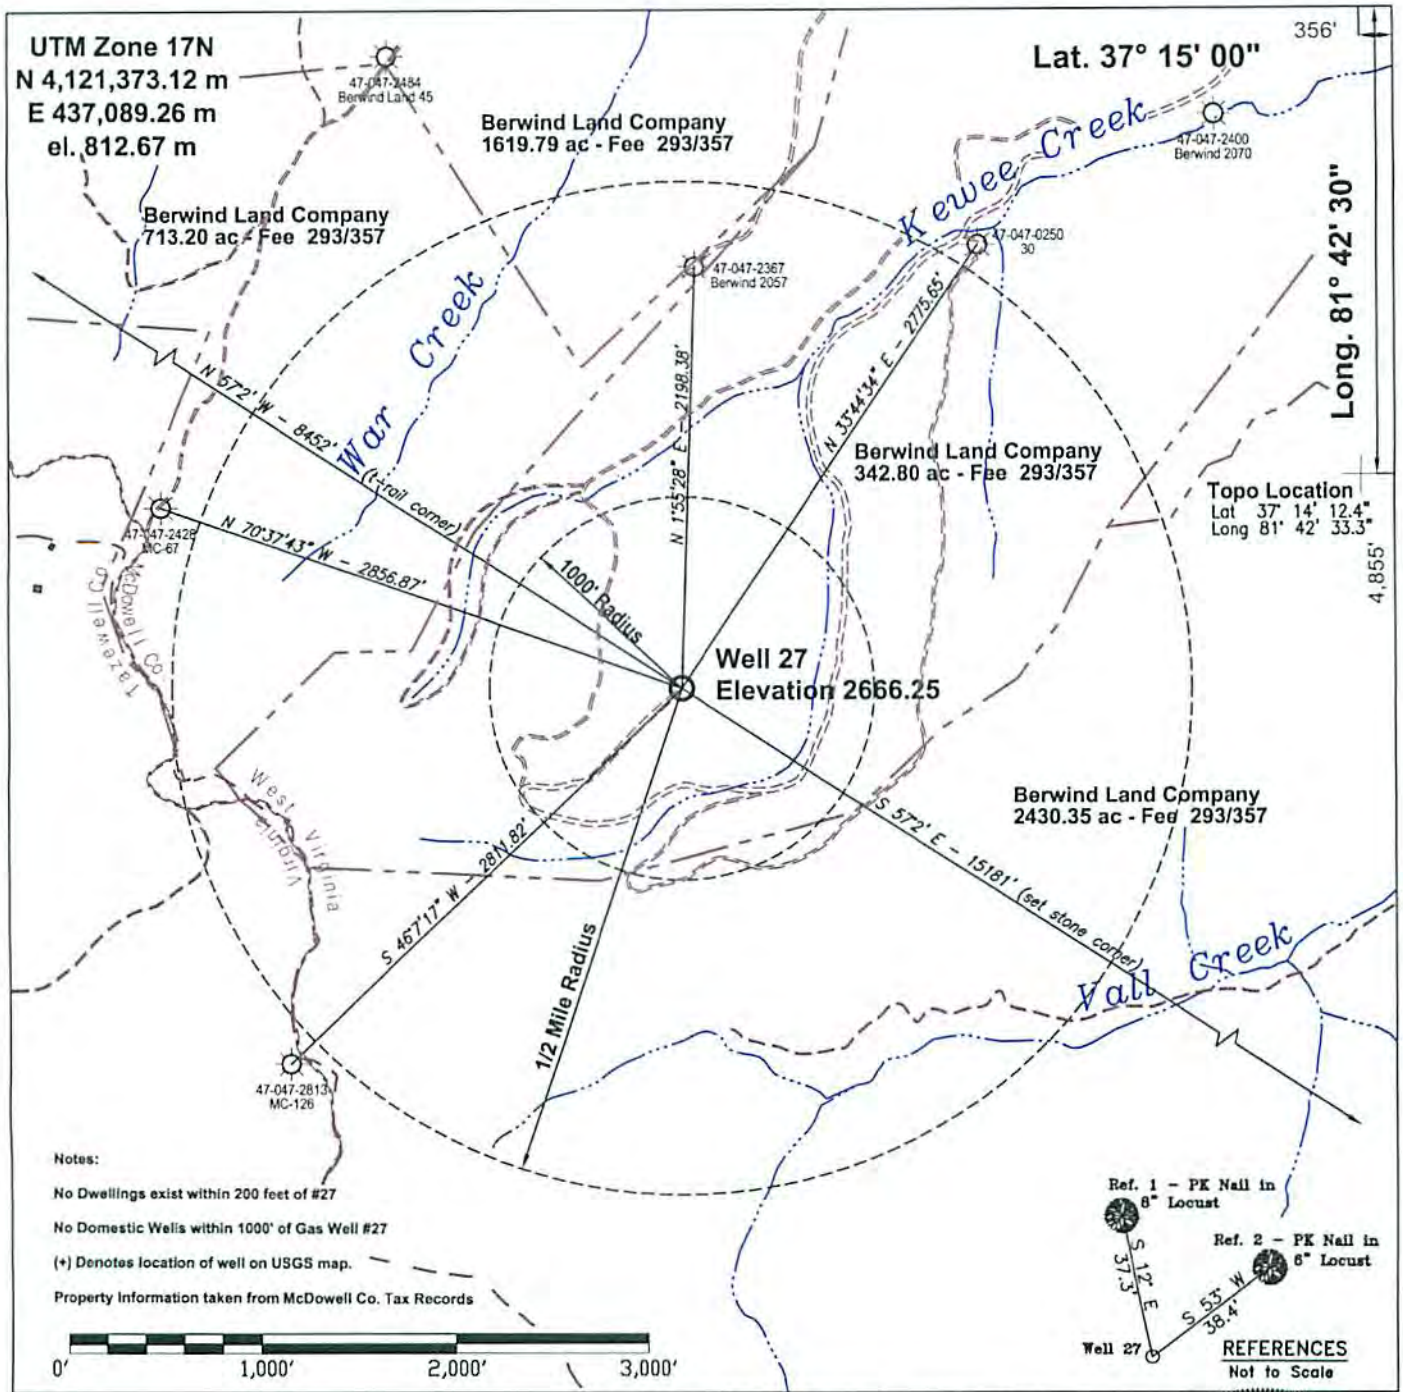 UTM Zone 17N
N 4,121,373.12 m
E 437,089.26 m
el. 812.67 m
47-047-2484
Berwind Land 45
Berwind Land Company
1619.79 ac - Fee 293/357
Lat. 37° 15' 00"
356'
47-047-2400
Berwind 2070
Kewee Creek
Berwind Land Company
713.20 ac - Fee 293/357
47-047-0250
30
47-047-2367
Berwind 2057
Long. 81° 42' 30"
War Creek
N 57°2' W - 8452' (t-rail corner)
N 1°55'28" E - 2198.38'
N 33°44'34" E - 2775.65'
Berwind Land Company
342.80 ac - Fee 293/357
Topo Location
Lat 37° 14' 12.4"
Long 81° 42' 33.3"
4,855'
MC-67
N 70°37'43" W - 2856.87'
1000' Radius
McDowell Co.
Tazewell Co.
Well 27
Elevation 2666.25
West Virginia
Virginia
Berwind Land Company
2430.35 ac - Fee 293/357
S 57°2' E - 15181' (set stone corner)
S 46°7'17" W - 2811.82'
1/2 Mile Radius
Vall Creek
47-047-2813
MC-126
Notes:
No Dwellings exist within 200 feet of #27
No Domestic Wells within 1000' of Gas Well #27
(+) Denotes location of well on USGS map.
Property Information taken from McDowell Co. Tax Records
0'
1,000'
2,000'
3,000'
Ref. 1 - PK Nail in
8" Locust
Ref. 2 - PK Nail in
6" Locust
S 12° E
37.3'
S 53° W
38.4'
Well 27
REFERENCES
Not to Scale